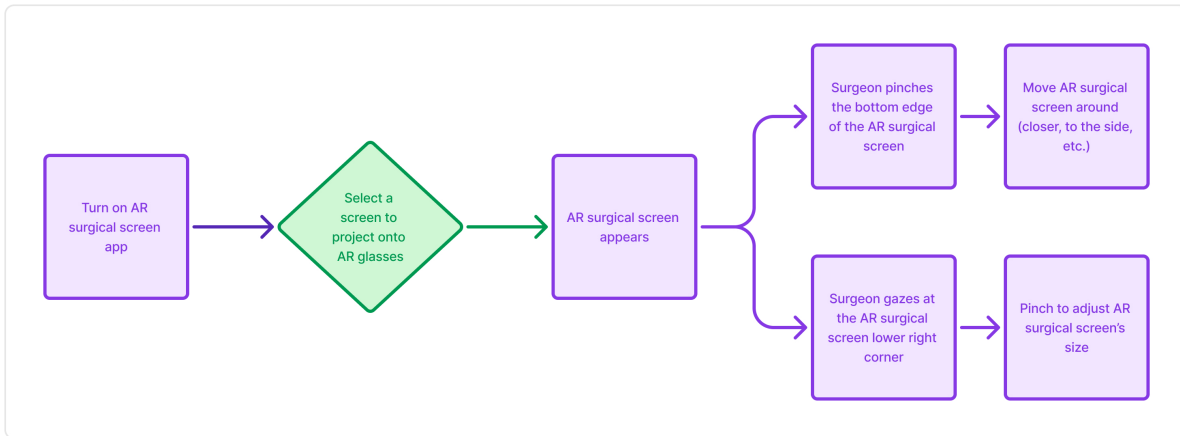 Turn on AR
surgical screen
app
Select a
screen to
project onto
AR glasses
AR surgical screen
appears
Surgeon pinches
the bottom edge
of the AR surgical
screen
Move AR surgical
screen around
(closer, to the side,
etc.)
Surgeon gazes at
the AR surgical
screen lower right
corner
Pinch to adjust AR
surgical screen’s
size